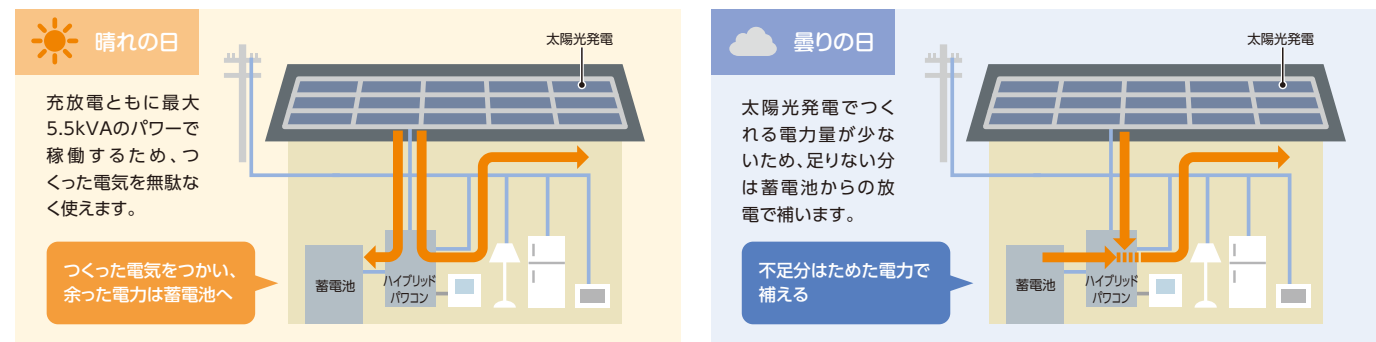 晴れの日
太陽光発電
充放電ともに最大
5.5kVAのパワーで
稼働するため、つ
くった電気を無駄な
く使えます。
つくった電気をつかい、
余った電力は蓄電池へ
蓄電池
ハイブリッド
パワコン
曇りの日
太陽光発電
太陽光発電でつく
れる電力量が少な
いため、足りない分
は蓄電池からの放
電で補います。
不足分はためた電力で
補える
蓄電池
ハイブリッド
パワコン